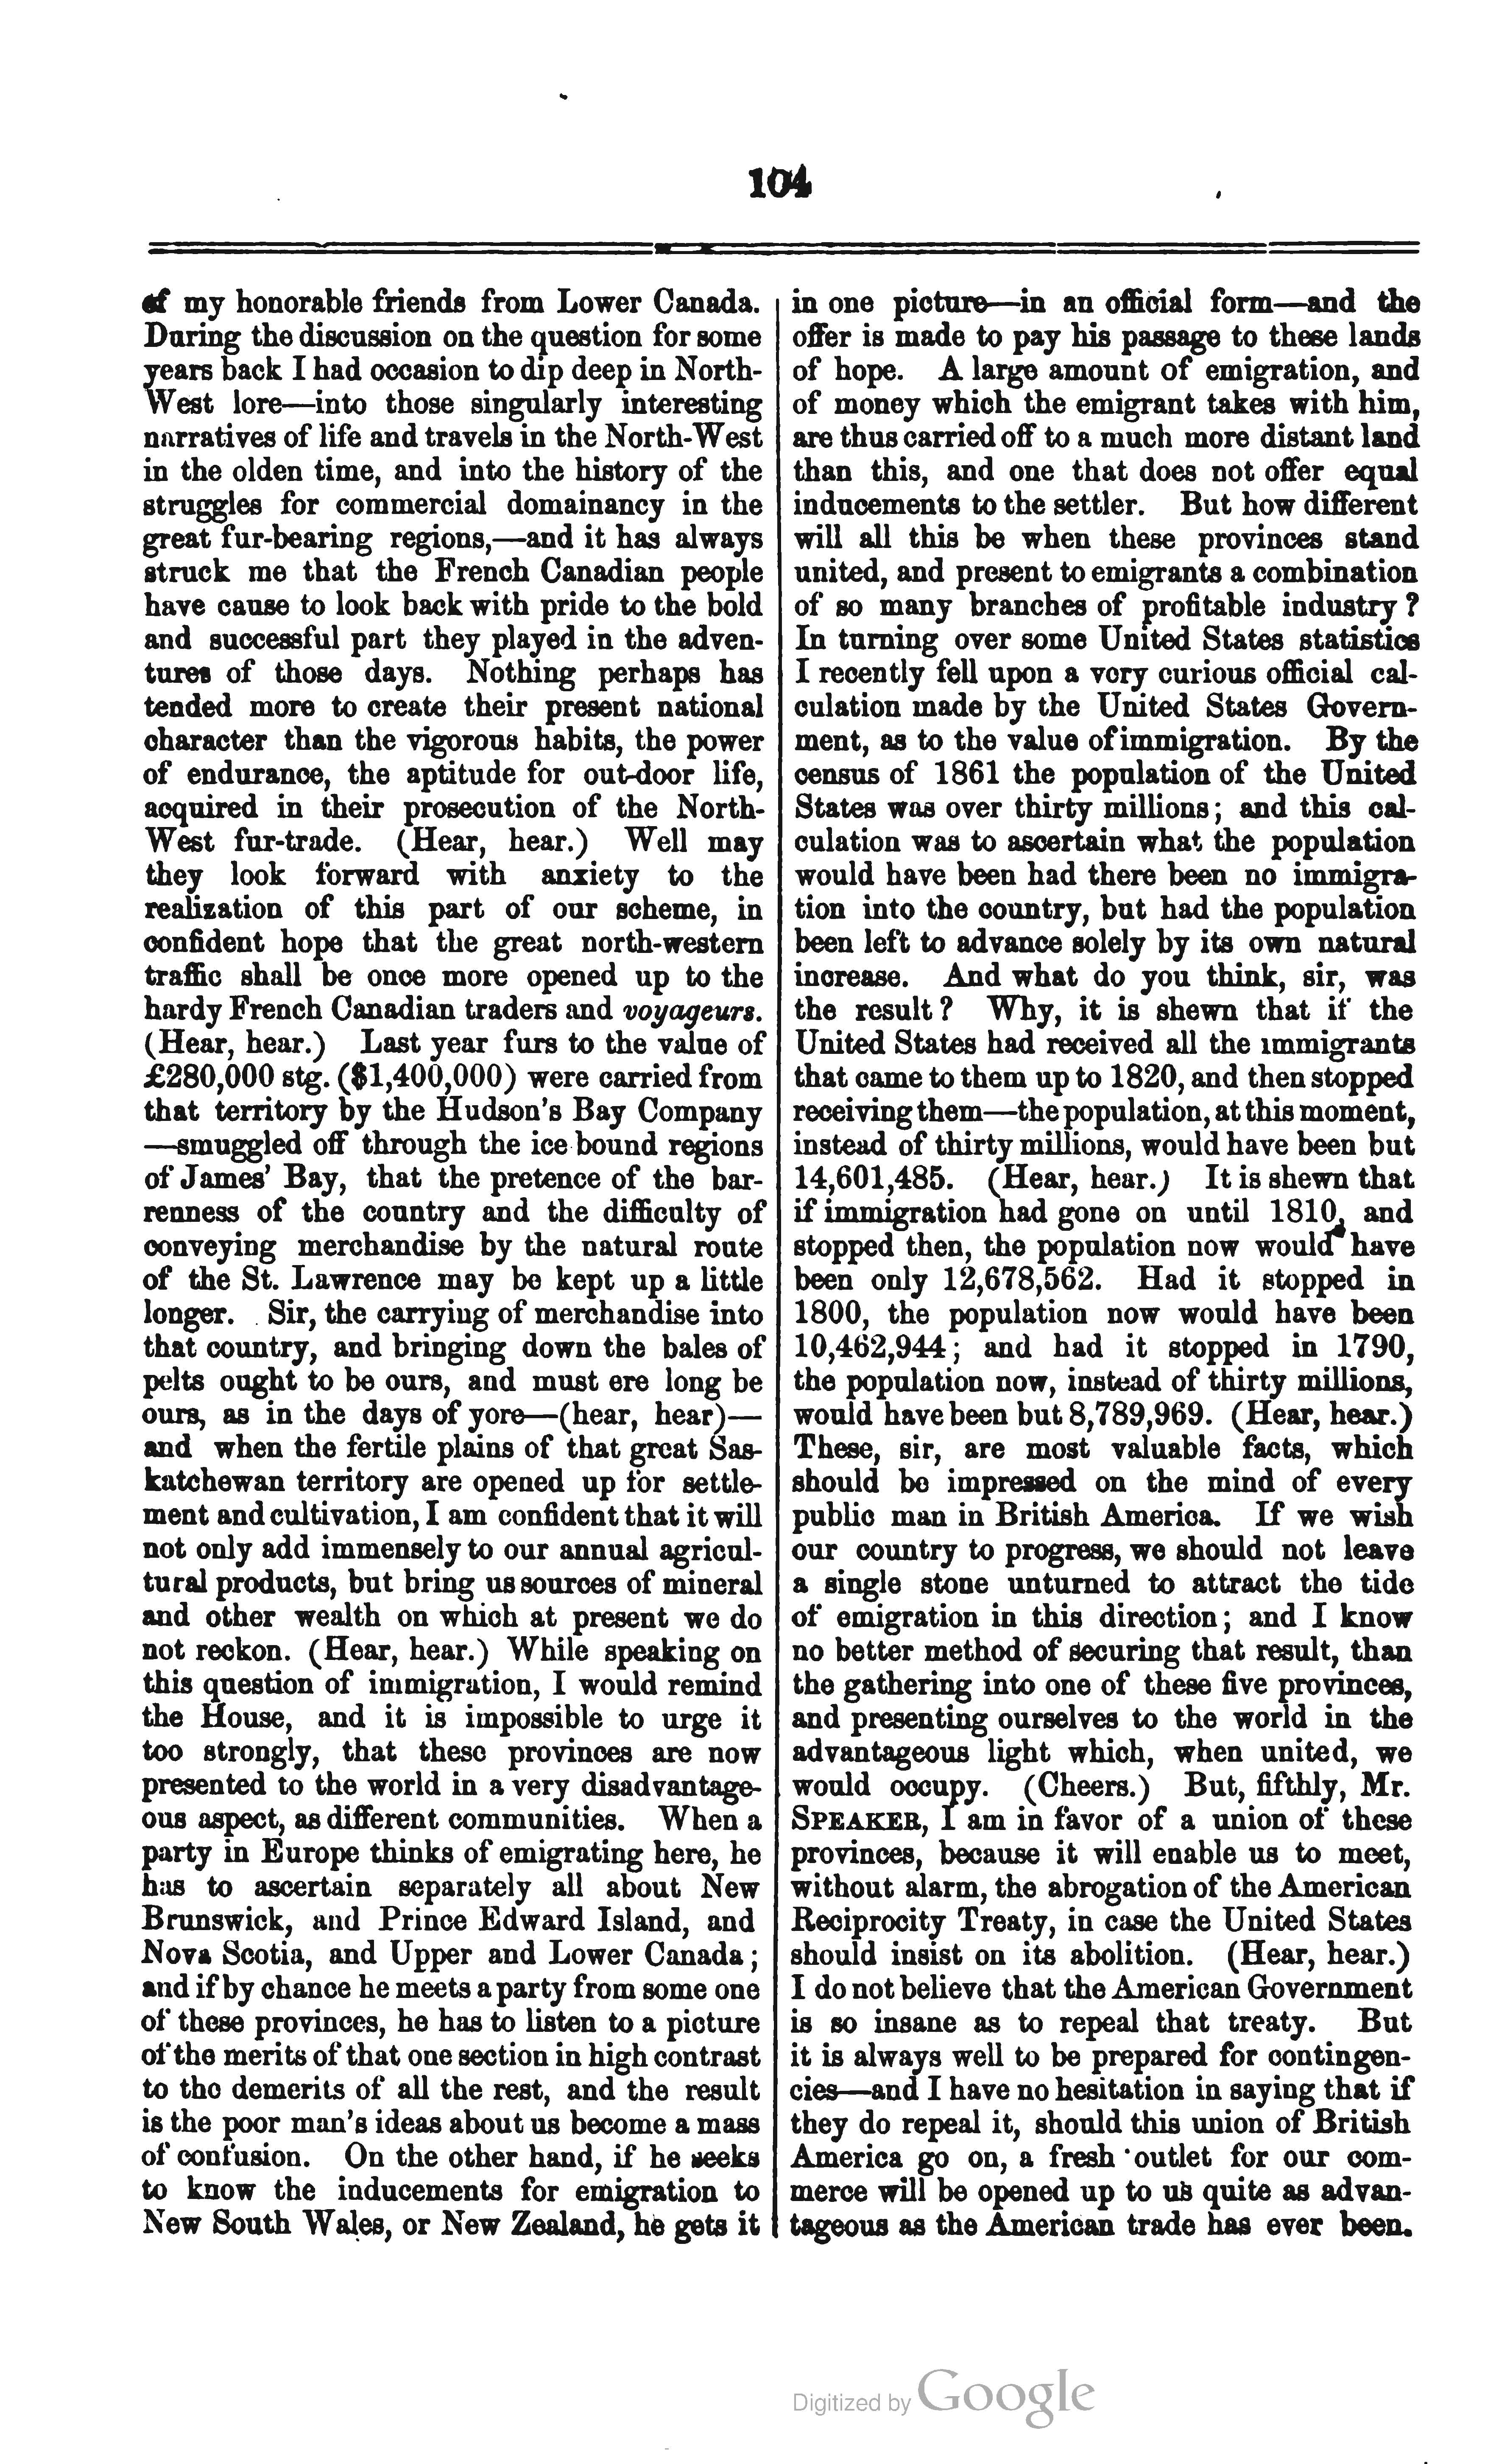 104
of my honorable friends from Lower Canada.
During the discussion on the question for some
years back I had occasion to dip deep in North-
West lore—into those singularly interesting
narratives of life and travels in the North-West
in the olden time, and into the history of the
struggles for commercial domainancy in the
great fur-bearing regions,—and it has always
struck me that the French Canadian people
have cause to look back with pride to the bold
and successful part they played in the adven-
tures of those days. Nothing perhaps has
tended more to create their present national
character than the vigorous habits, the power
of endurance, the aptitude for out-door life,
acquired in their prosecution of the North-
West fur-trade. (Hear, hear.) Well may
they look forward with anxiety to the
realization of this part of our scheme, in
confident hope that the great north-western
traffic shall be once more opened up to the
hardy French Canadian traders and voyageurs.
(Hear, hear.) Last year furs to the value of
£280,000 stg. ($1,400,000) were carried from
that territory by the Hudson's Bay Company
—smuggled off through the ice bound regions
of James' Bay, that the pretence of the bar-
renness of the country and the difficulty of
conveying merchandise by the natural route
of the St. Lawrence may be kept up a little
longer. Sir, the carrying of merchandise into
that country, and bringing down the bales of
pelts ought to be ours, and must ere long be
ours, as in the days of yore—(hear, hear)—
and when the fertile plains of that great Sas-
katchewan territory are opened up for settle-
ment and cultivation, I am confident that it will
not only add immensely to our annual agricul-
tural products, but bring us sources of mineral
and other wealth on which at present we do
not reckon. (Hear, hear.) While speaking on
this question of immigration, I would remind
the House, and it is impossible to urge it
too strongly, that these provinces are now
presented to the world in a very disadvantage-
ous aspect, as different communities. When a
party in Europe thinks of emigrating here, he
has to ascertain separately all about New
Brunswick, and Prince Edward Island, and
Nova Scotia, and Upper and Lower Canada;
and if by chance he meets a party from some one
of these provinces, he has to listen to a picture
of the merits of that one section in high contrast
to the demerits of all the rest, and the result
is the poor man's ideas about us become a mass
of confusion. On the other hand, if he seeks
to know the inducements for emigration to
New South Wales, or New Zealand, he gets it
in one picture—in an official form—and the
offer is made to pay his passage to these lands
of hope. A large amount of emigration, and
of money which the emigrant takes with him,
are thus carried off to a much more distant land
than this, and one that does not offer equal
inducements to the settler. But how different
will all this be when these provinces stand
united, and present to emigrants a combination
of so many branches of profitable industry?
In turning over some United States statistics
I recently fell upon a very curious official cal-
culation made by the United States Govern-
ment, as to the value of immigration. By the
census of 1861 the population of the United
States was over thirty millions; and this cal-
culation was to ascertain what the population
would have been had there been no immigra-
tion into the country, but had the population
been left to advance solely by its own natural
increase. And what do you think, sir, was
the result? Why, it is shewn that if the
United States had received all the immigrants
that came to them up to 1820, and then stopped
receiving them—the population, at this moment,
instead of thirty millions, would have been but
14,601,485. (Hear, hear.) It is shewn that
if immigration had gone on until 1810, and
stopped then, the population now would have
been only 12,678,562. Had it stopped in
1800, the population now would have been
10,462,944; and had it stopped in 1790,
the population now, instead of thirty millions,
would have been but 8,789,969. (Hear, hear.)
These, sir, are most valuable facts, which
should be impressed on the mind of every
public man in British America. If we wish
our country to progress, we should not leave
a single stone unturned to attract the tide
of emigration in this direction; and I know
no better method of securing that result, than
the gathering into one of these five provinces,
and presenting ourselves to the world in the
advantageous light which, when united, we
would occupy. (Cheers.) But, fifthly, Mr.
SPEAKER, I am in favor of a union of these
provinces, because it will enable us to meet,
without alarm, the abrogation of the American
Reciprocity Treaty, in case the United States
should insist on its abolition. (Hear, hear.)
I do not believe that the American Government
is so insane as to repeal that treaty. But
it is always well to be prepared for contingen-
cies—and I have no hesitation in saying that if
they do repeal it, should this union of British
America go on, a fresh outlet for our com-
merce will be opened up to us quite as advan-
tageous as the American trade has ever been.
Digitized by Google